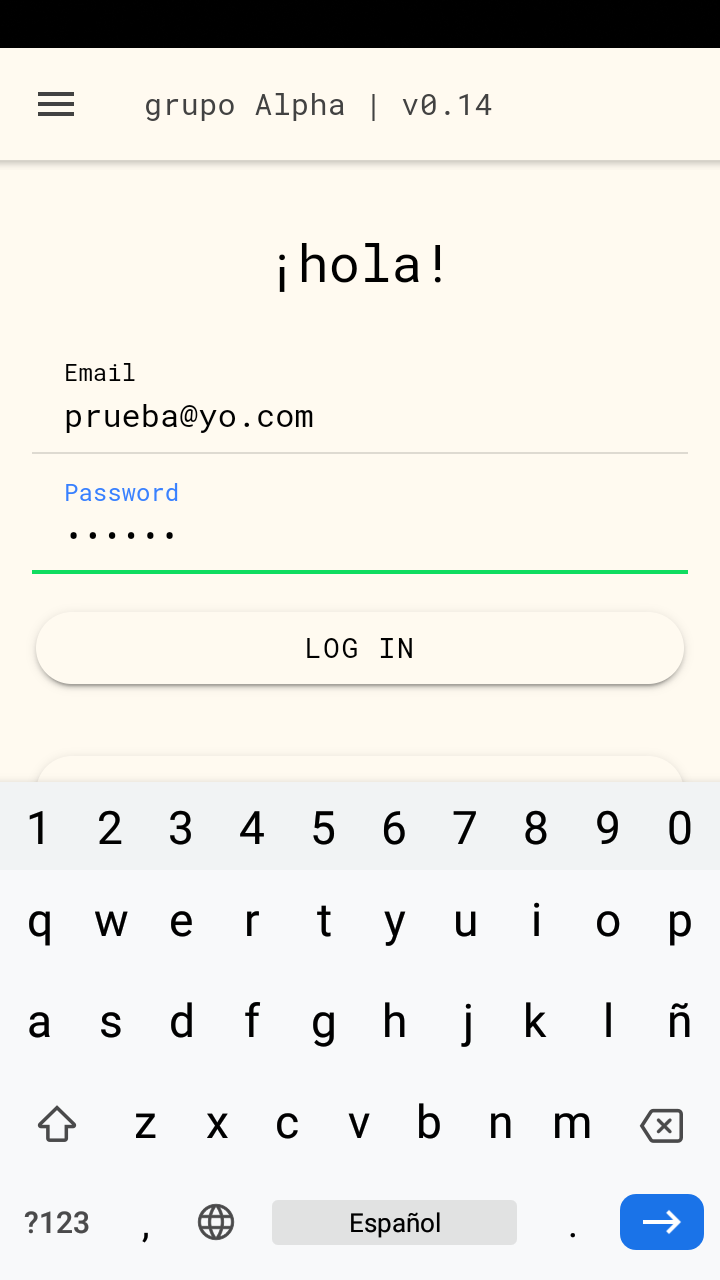 grupo Alpha | v0.14
¡hola!
Email
prueba@yo.com
Password
••••••
LOG IN
1 2 3 4 5 6 7 8 9 0
q w e r t y u i o p
a s d f g h j k l ñ
z x c v b n m
?123 , Español .